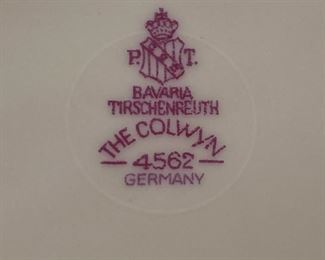 P. T.
BAVARIA
TIRSCHENREUTH
THE COLWYN
4562
GERMANY